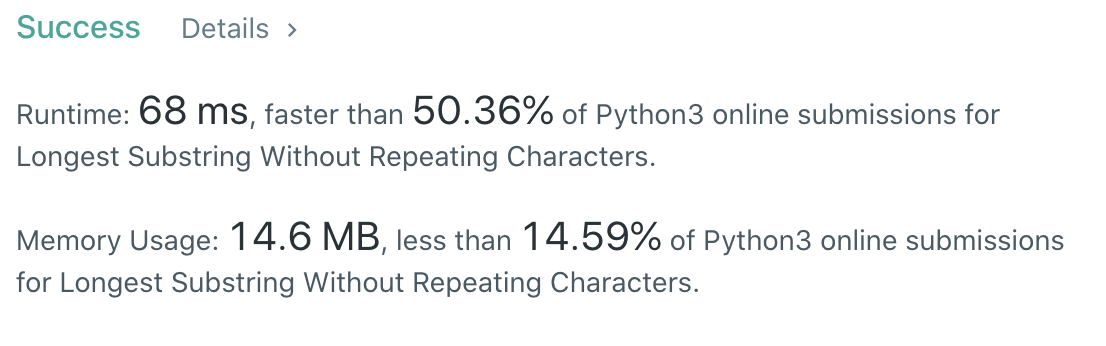 Success Details >
Runtime: 68 ms, faster than 50.36% of Python3 online submissions for
Longest Substring Without Repeating Characters.
Memory Usage: 14.6 MB, less than 14.59% of Python3 online submissions
for Longest Substring Without Repeating Characters.